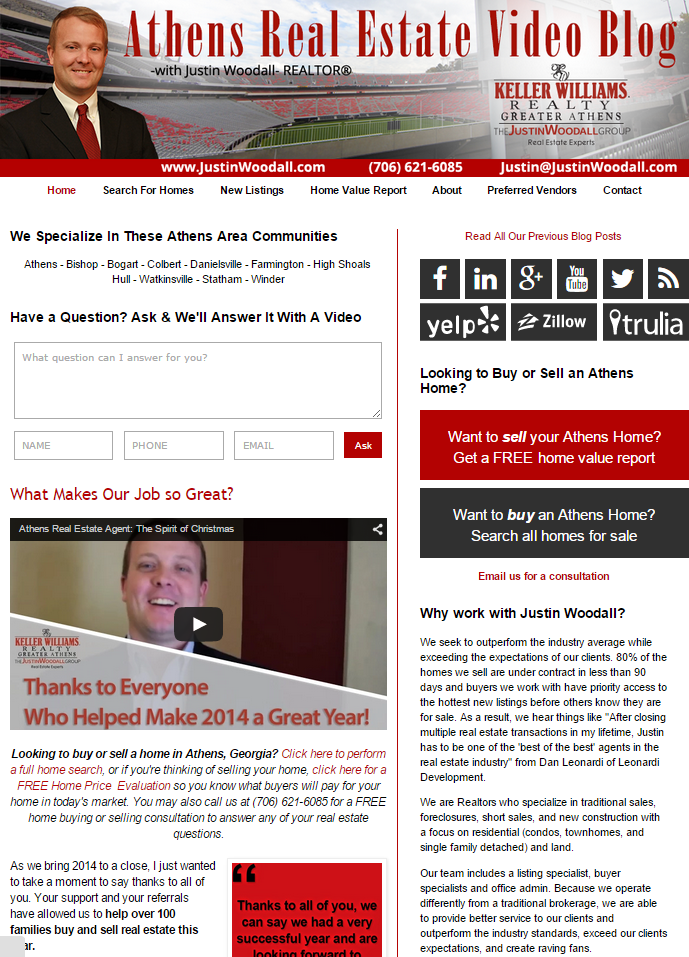 Athens Real Estate Video Blog
-with Justin Woodall- REALTOR®
KELLER WILLIAMS
REALTY
GREATER ATHENS
THEJUSTINWOODALLGROUP
Real Estate Experts
www.JustinWoodall.com (706) 621-6085 Justin@JustinWoodall.com
Home Search For Homes New Listings Home Value Report About Preferred Vendors Contact
We Specialize In These Athens Area Communities
Athens - Bishop - Bogart - Colbert - Danielsville - Farmington - High Shoals
Hull - Watkinsville - Statham - Winder
Have a Question? Ask & We'll Answer It With A Video
What question can I answer for you?
NAME PHONE EMAIL Ask
What Makes Our Job so Great?
Athens Real Estate Agent: The Spirit of Christmas
KELLER WILLIAMS
REALTY
GREATER ATHENS
THEJUSTINWOODALLGROUP
Real Estate Experts
Thanks to Everyone
Who Helped Make 2014 a Great Year!
Looking to buy or sell a home in Athens, Georgia? Click here to perform
a full home search, or if you're thinking of selling your home, click here for a
FREE Home Price Evaluation so you know what buyers will pay for your
home in today's market. You may also call us at (706) 621-6085 for a FREE
home buying or selling consultation to answer any of your real estate
questions.
As we bring 2014 to a close, I just wanted
to take a moment to say thanks to all of
you. Your support and your referrals
have allowed us to help over 100
families buy and sell real estate this
ar.
“
Thanks to all of you, we
can say we had a very
successful year and are
looking forward to
Read All Our Previous Blog Posts
f in g+ You Tube
yelp Zillow trulia
Looking to Buy or Sell an Athens
Home?
Want to sell your Athens Home?
Get a FREE home value report
Want to buy an Athens Home?
Search all homes for sale
Email us for a consultation
Why work with Justin Woodall?
We seek to outperform the industry average while
exceeding the expectations of our clients. 80% of the
homes we sell are under contract in less than 90
days and buyers we work with have priority access to
the hottest new listings before others know they are
for sale. As a result, we hear things like "After closing
multiple real estate transactions in my lifetime, Justin
has to be one of the 'best of the best' agents in the
real estate industry" from Dan Leonardi of Leonardi
Development.
We are Realtors who specialize in traditional sales,
foreclosures, short sales, and new construction with
a focus on residential (condos, townhomes, and
single family detached) and land.
Our team includes a listing specialist, buyer
specialists and office admin. Because we operate
differently from a traditional brokerage, we are able
to provide better service to our clients and
outperform the industry standards, exceed our clients
expectations, and create raving fans.